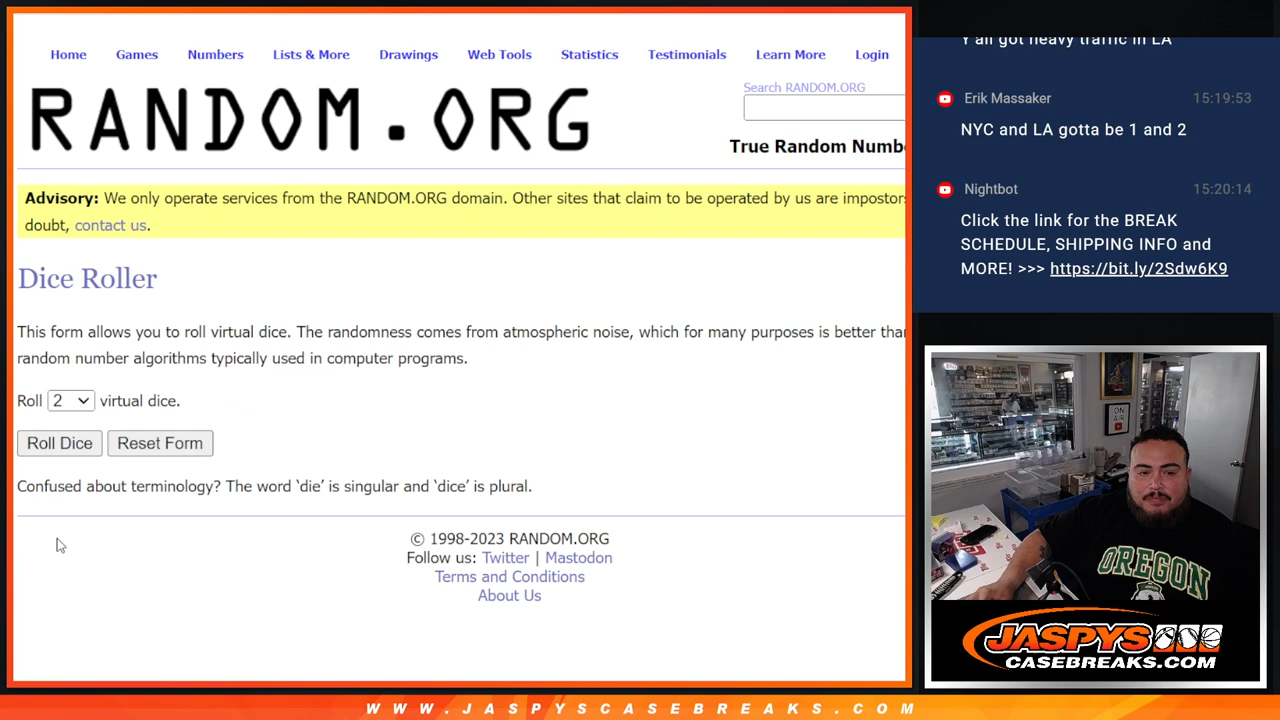 Home Games Numbers Lists & More Drawings Web Tools Statistics Testimonials Learn More Login
RANDOM.ORG
Search RANDOM.ORG
True Random Numb
Advisory: We only operate services from the RANDOM.ORG domain. Other sites that claim to be operated by us are impostors
doubt, contact us.
Dice Roller
This form allows you to roll virtual dice. The randomness comes from atmospheric noise, which for many purposes is better than
random number algorithms typically used in computer programs.
Roll 2 virtual dice.
Roll Dice Reset Form
Confused about terminology? The word ‘die’ is singular and ‘dice’ is plural.
© 1998-2023 RANDOM.ORG
Follow us: Twitter | Mastodon
Terms and Conditions
About Us
Y'all got heavy traffic in LA
Erik Massaker 15:19:53
NYC and LA gotta be 1 and 2
Nightbot 15:20:14
Click the link for the BREAK
SCHEDULE, SHIPPING INFO and
MORE! >>> https://bit.ly/2Sdw6K9
ON
AIR
OREGON
JASPYS
CASEBREAKS.COM
WWW.JASPYSCASEBREAKS.COM